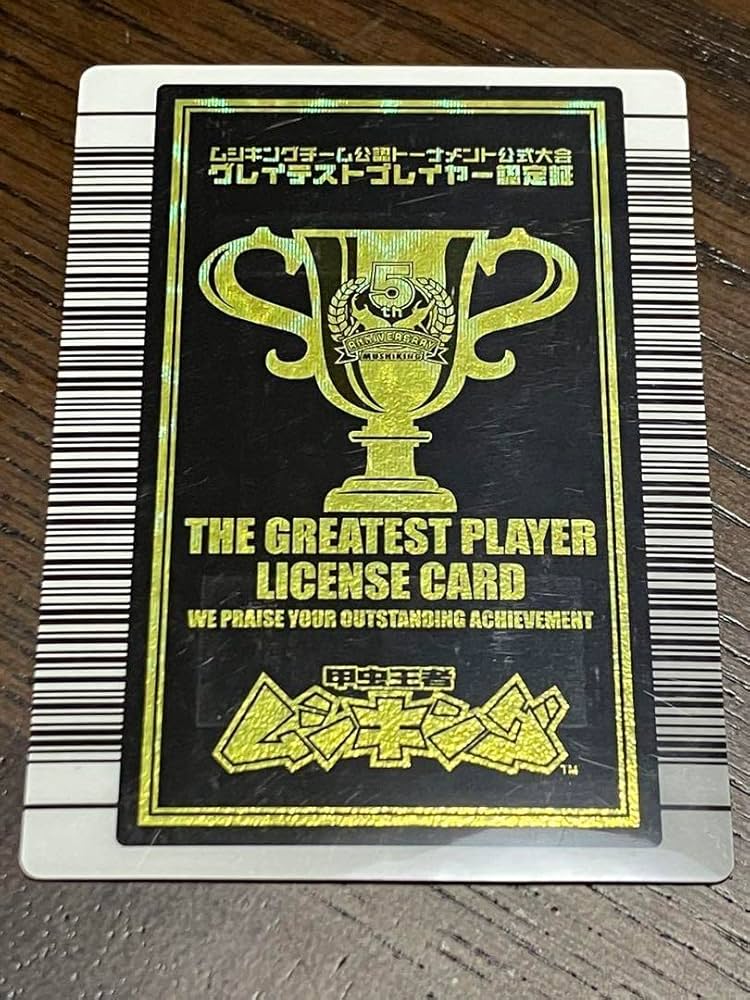 ムシキングチーム公認トーナメント公式大会
グレイテストプレイヤー認定証
5th
ANNIVERSARY
MUSHIKING
THE GREATEST PLAYER
LICENSE CARD
WE PRAISE YOUR OUTSTANDING ACHIEVEMENT
甲虫王者
ムシキング
TM